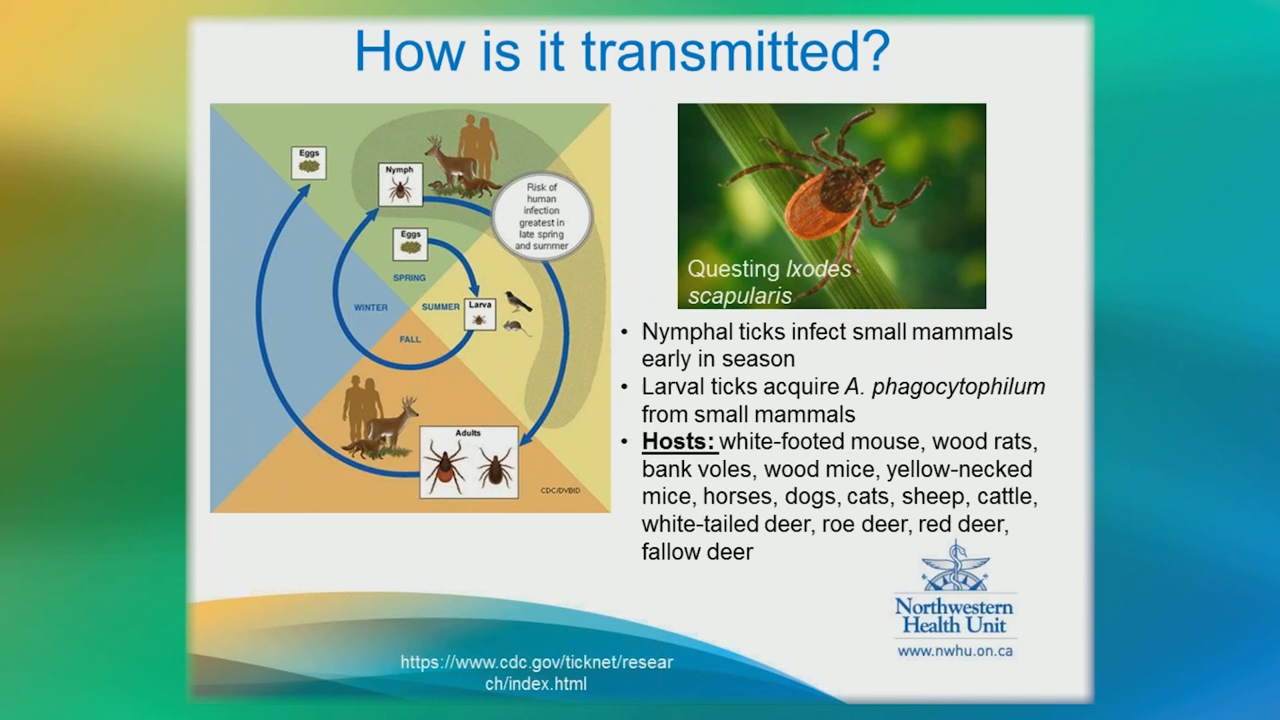 How is it transmitted?
Eggs
Nymph
Risk of
human
infection
greatest in
late spring
and summer
Eggs
SPRING
WINTER
SUMMER
Larva
FALL
Adults
CDC/DVBID
Questing Ixodes
scapularis
• Nymphal ticks infect small mammals
early in season
• Larval ticks acquire A. phagocytophilum
from small mammals
• Hosts: white-footed mouse, wood rats,
bank voles, wood mice, yellow-necked
mice, horses, dogs, cats, sheep, cattle,
white-tailed deer, roe deer, red deer,
fallow deer
Northwestern
Health Unit
www.nwhu.on.ca
https://www.cdc.gov/ticknet/resear
ch/index.html